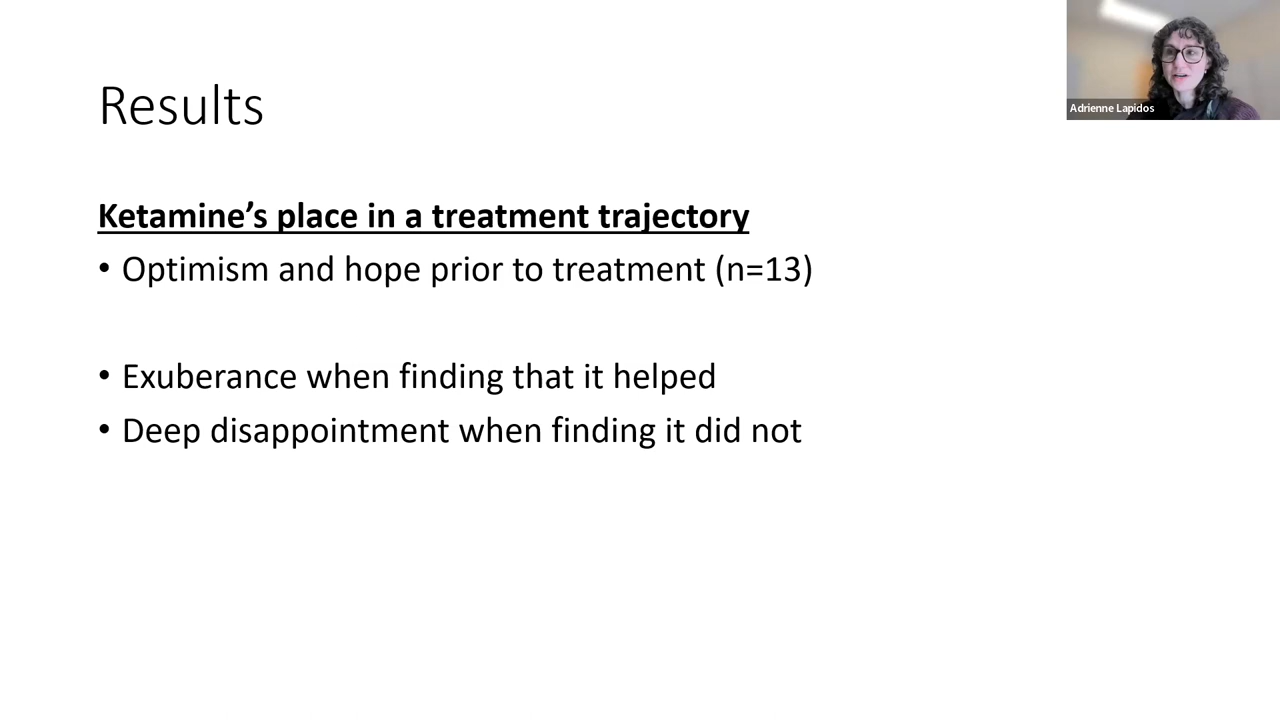 Results
Adrienne Lapidos
Ketamine’s place in a treatment trajectory
• Optimism and hope prior to treatment (n=13)
• Exuberance when finding that it helped
• Deep disappointment when finding it did not